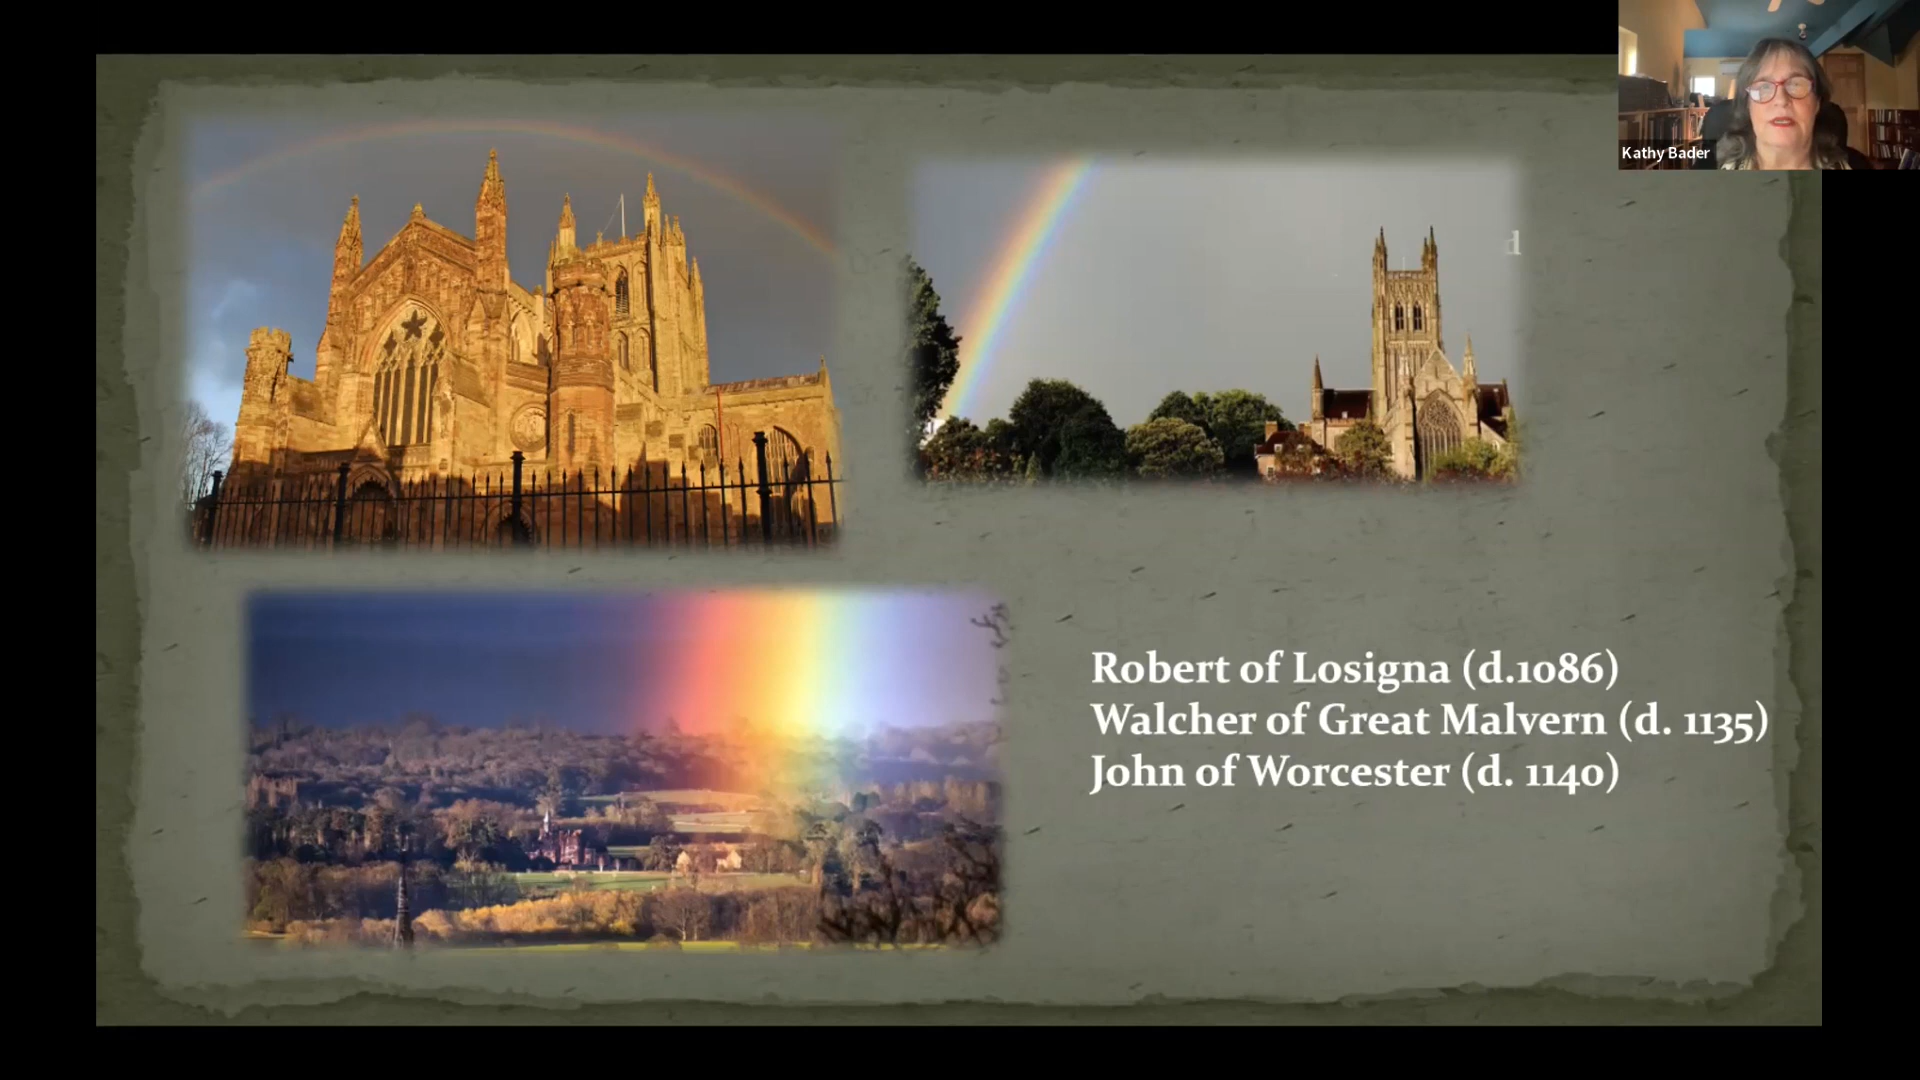 Kathy Bader
d
Robert of Losigna (d.1086)
Walcher of Great Malvern (d. 1135)
John of Worcester (d. 1140)